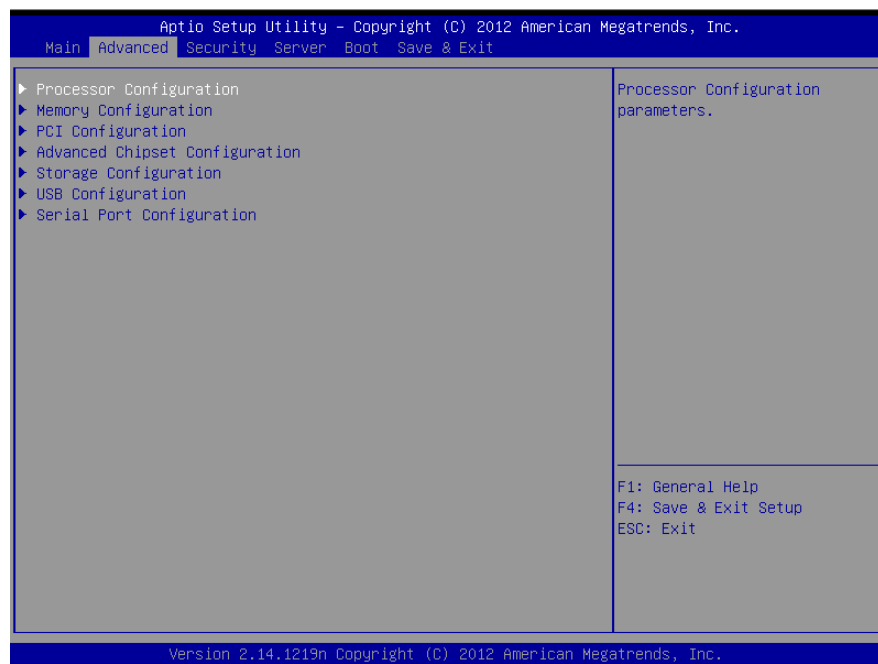 Aptio Setup Utility – Copyright (C) 2012 American Megatrends, Inc.
Main Advanced Security Server Boot Save & Exit
Processor Configuration
Memory Configuration
PCI Configuration
Advanced Chipset Configuration
Storage Configuration
USB Configuration
Serial Port Configuration
Processor Configuration
parameters.
F1: General Help
F4: Save & Exit Setup
ESC: Exit
Version 2.14.1219n Copyright (C) 2012 American Megatrends, Inc.